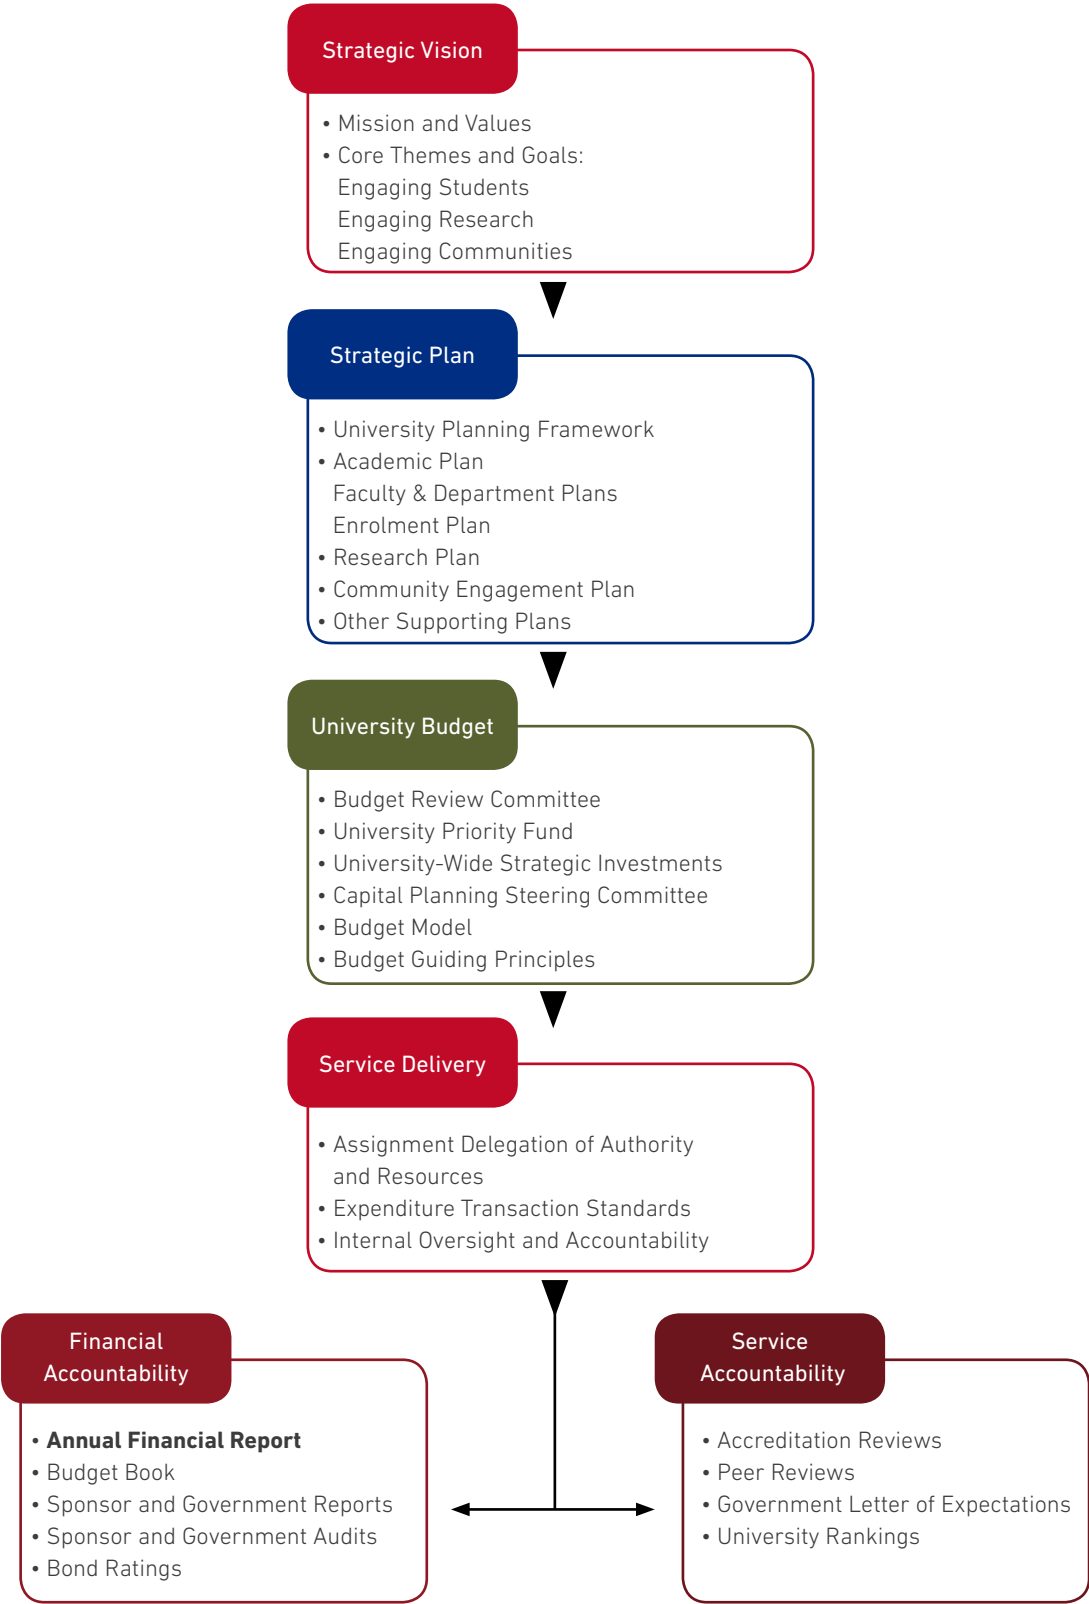 Strategic Vision
• Mission and Values
• Core Themes and Goals:
Engaging Students
Engaging Research
Engaging Communities
Strategic Plan
• University Planning Framework
• Academic Plan
Faculty & Department Plans
Enrolment Plan
• Research Plan
• Community Engagement Plan
• Other Supporting Plans
University Budget
• Budget Review Committee
• University Priority Fund
• University-Wide Strategic Investments
• Capital Planning Steering Committee
• Budget Model
• Budget Guiding Principles
Service Delivery
• Assignment Delegation of Authority
and Resources
• Expenditure Transaction Standards
• Internal Oversight and Accountability
Financial
Accountability
• Annual Financial Report
• Budget Book
• Sponsor and Government Reports
• Sponsor and Government Audits
• Bond Ratings
Service
Accountability
• Accreditation Reviews
• Peer Reviews
• Government Letter of Expectations
• University Rankings